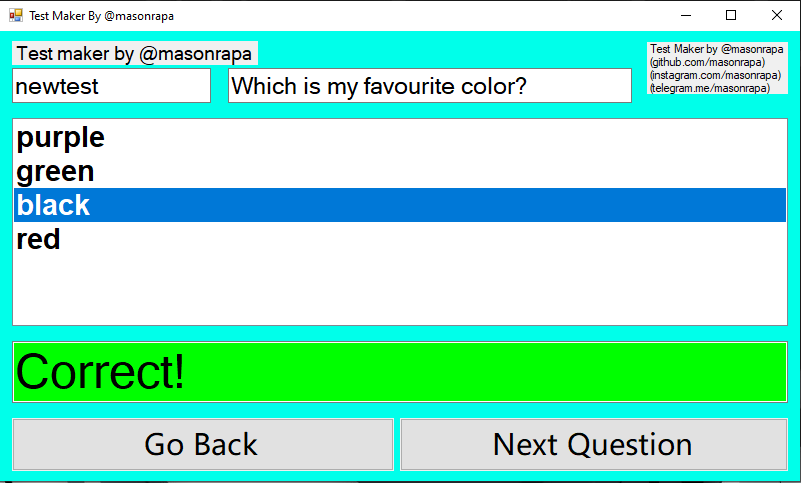 Test Maker By @masonrapa
Test maker by @masonrapa
newtest
Which is my favourite color?
Test Maker by @masonrapa
(github.com/masonrapa)
(instagram.com/masonrapa)
(telegram.me/masonrapa)
purple
green
black
red
Correct!
Go Back
Next Question